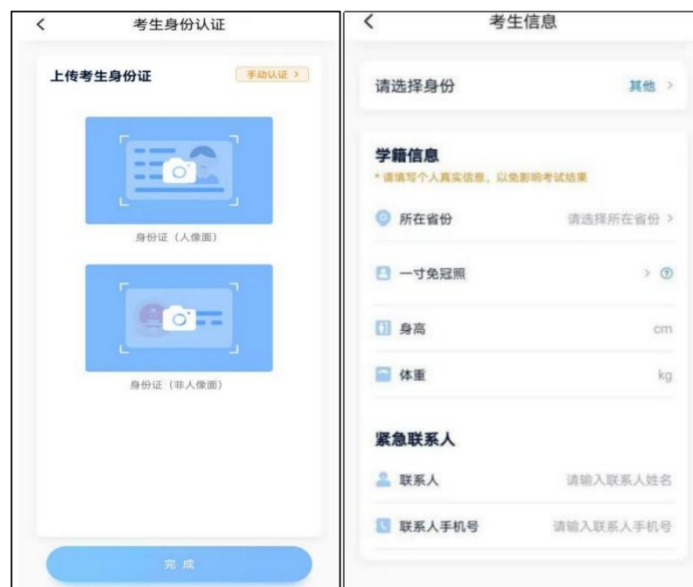 考生身份认证
上传考生身份证
手动认证 >
身份证（人像面）
身份证（非人像面）
完成
考生信息
请选择身份
其他 >
学籍信息
* 请填写个人真实信息，以免影响考试结果
所在省份
请选择所在省份 >
一寸免冠照
身高
cm
体重
kg
紧急联系人
联系人
请输入联系人姓名
联系人手机号
请输入联系人手机号